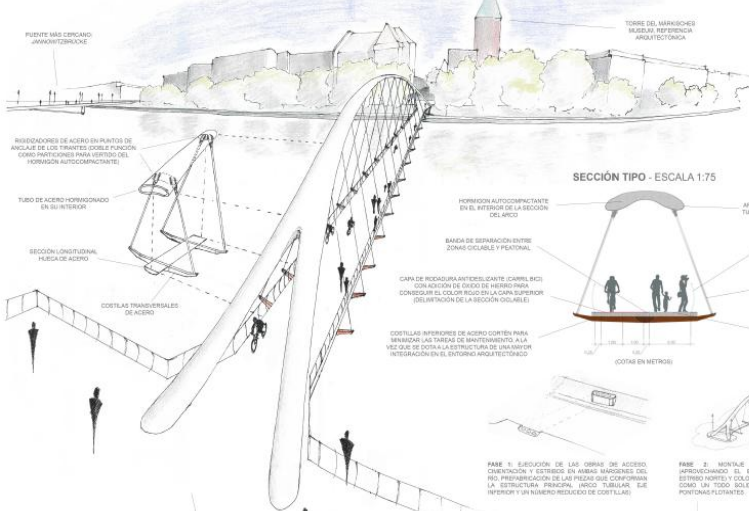 PUENTE MÁS CERCANO:
JANNOWITZBRÜCKE
TORRE DEL MÄRKISCHES
MUSEUM, REFERENCIA
ARQUITECTÓNICA
RIGIDIZADORES DE ACERO EN PUNTOS DE
ANCLAJE DE LOS TIRANTES (DOBLE FUNCIÓN
COMO PARTICIONES PARA VERTIDO DEL
HORMIGÓN AUTOCOMPACTANTE)
TUBO DE ACERO HORMIGONADO
EN SU INTERIOR
SECCIÓN LONGITUDINAL
HUECA DE ACERO
COSTILAS TRANSVERSALES
DE ACERO
SECCIÓN TIPO - ESCALA 1:75
HORMIGON AUTOCOMPACTANTE
EN EL INTERIOR DE LA SECCIÓN
DEL ARCO
BANDA DE SEPARACIÓN ENTRE
ZONAS CICLABLE Y PEATONAL
CAPA DE RODADURA ANTIDESLIZANTE (CARRIL BICI)
CON ADICIÓN DE ÓXIDO DE HIERRO PARA
CONSEGUIR EL COLOR ROJO EN LA CAPA SUPERIOR
(DELIMITACIÓN DE LA SECCIÓN CICLABLE)
COSTILLAS INFERIORES DE ACERO CORTÉN PARA
MINIMIZAR LAS TAREAS DE MANTENIMIENTO, A LA
VEZ QUE SE DOTA A LA ESTRUCTURA DE UNA MAYOR
INTEGRACIÓN EN EL ENTORNO ARQUITECTÓNICO
(COTAS EN METROS)
FASE 1: EJECUCIÓN DE LAS OBRAS DE ACCESO,
CIMENTACIÓN Y ESTRIBOS EN AMBAS MÁRGENES DEL
RÍO, PREFABRICACIÓN DE LAS PIEZAS QUE CONFORMAN
LA ESTRUCTURA PRINCIPAL (ARCO TUBULAR, EJE
INFERIOR Y UN NÚMERO REDUCIDO DE COSTILLAS)
FASE 2: MONTAJE
(APROVECHANDO EL E
ESTRIBO NORTE) Y COLO
COMO UN TODO SOLI
PONTONAS FLOTANTES